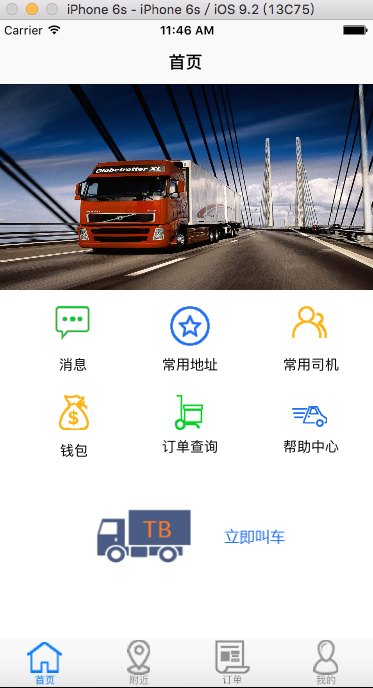 iPhone 6s - iPhone 6s / iOS 9.2 (13C75)
Carrier 11:46 AM
首页
Globetrotter XL
消息 常用地址 常用司机
钱包 订单查询 帮助中心
TB 立即叫车
首页 附近 订单 我的